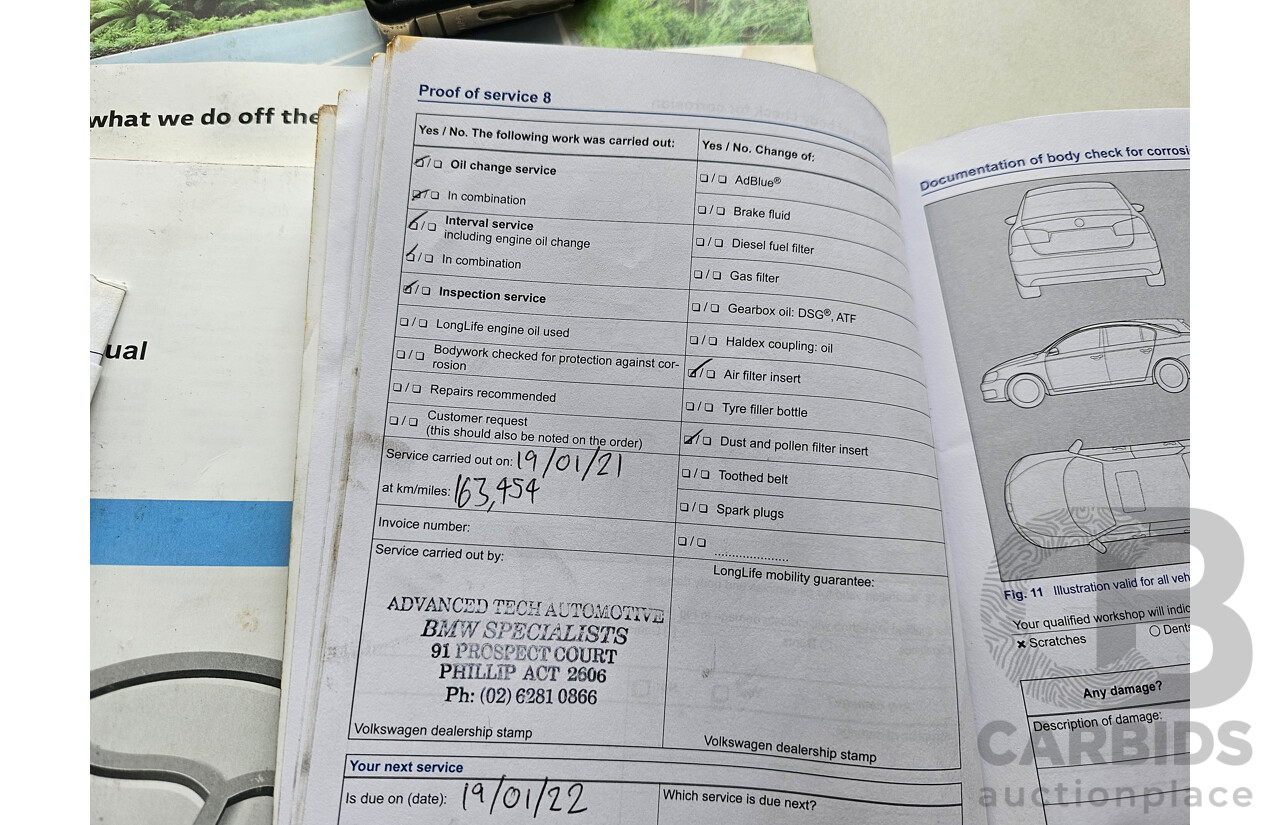 what we do off the
ual
Proof of service 8
Yes / No. The following work was carried out:
Oil change service
In combination
Interval service
including engine oil change
In combination
Inspection service
LongLife engine oil used
Bodywork checked for protection against cor-
rosion
Repairs recommended
Customer request
(this should also be noted on the order)
Service carried out on: 19/01/21
at km/miles: 163,454
Invoice number:
Service carried out by:
ADVANCED TECH AUTOMOTIVE
BMW SPECIALISTS
91 PROSPECT COURT
PHILLIP ACT 2606
Ph: (02) 6281 0866
Volkswagen dealership stamp
Yes / No. Change of:
/ AdBlue®
/ Brake fluid
/ Diesel fuel filter
/ Gas filter
/ Gearbox oil: DSG®, ATF
/ Haldex coupling: oil
/ Air filter insert
/ Tyre filler bottle
/ Dust and pollen filter insert
/ Toothed belt
/ Spark plugs
/ ......................
LongLife mobility guarantee:
Volkswagen dealership stamp
Your next service
Is due on (date): 19/01/22
Which service is due next?
Documentation of body check for corrosi
Fig. 11 Illustration valid for all veh
Your qualified workshop will indic
x Scratches
Dents
Any damage?
Description of damage:
CARBIDS
auctionplace